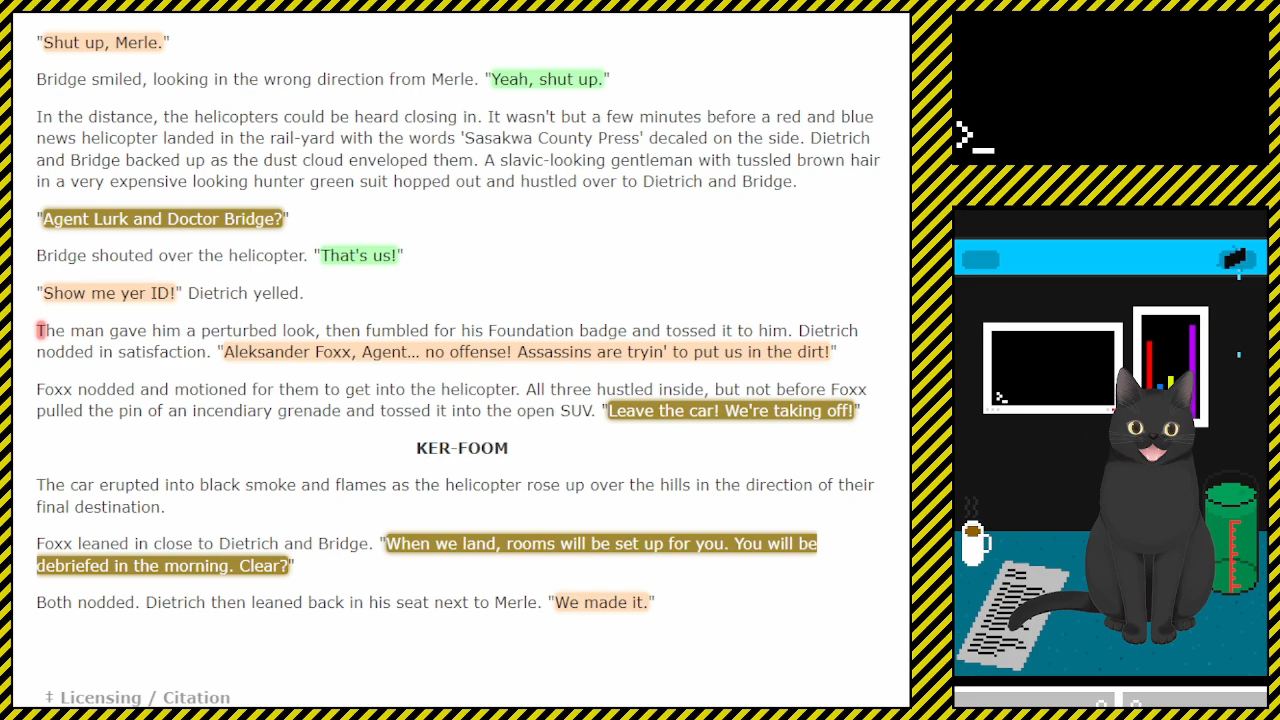 "Shut up, Merle."
Bridge smiled, looking in the wrong direction from Merle. "Yeah, shut up."
In the distance, the helicopters could be heard closing in. It wasn't but a few minutes before a red and blue
news helicopter landed in the rail-yard with the words 'Sasakwa County Press' decaled on the side. Dietrich
and Bridge backed up as the dust cloud enveloped them. A slavic-looking gentleman with tussled brown hair
in a very expensive looking hunter green suit hopped out and hustled over to Dietrich and Bridge.
"Agent Lurk and Doctor Bridge?"
Bridge shouted over the helicopter. "That's us!"
"Show me yer ID!" Dietrich yelled.
The man gave him a perturbed look, then fumbled for his Foundation badge and tossed it to him. Dietrich
nodded in satisfaction. "Aleksander Foxx, Agent... no offense! Assassins are tryin' to put us in the dirt!"
Foxx nodded and motioned for them to get into the helicopter. All three hustled inside, but not before Foxx
pulled the pin of an incendiary grenade and tossed it into the open SUV. "Leave the car! We're taking off!"
KER-FOOM
The car erupted into black smoke and flames as the helicopter rose up over the hills in the direction of their
final destination.
Foxx leaned in close to Dietrich and Bridge. "When we land, rooms will be set up for you. You will be
debriefed in the morning. Clear?"
Both nodded. Dietrich then leaned back in his seat next to Merle. "We made it."
‡ Licensing / Citation
>_
>_